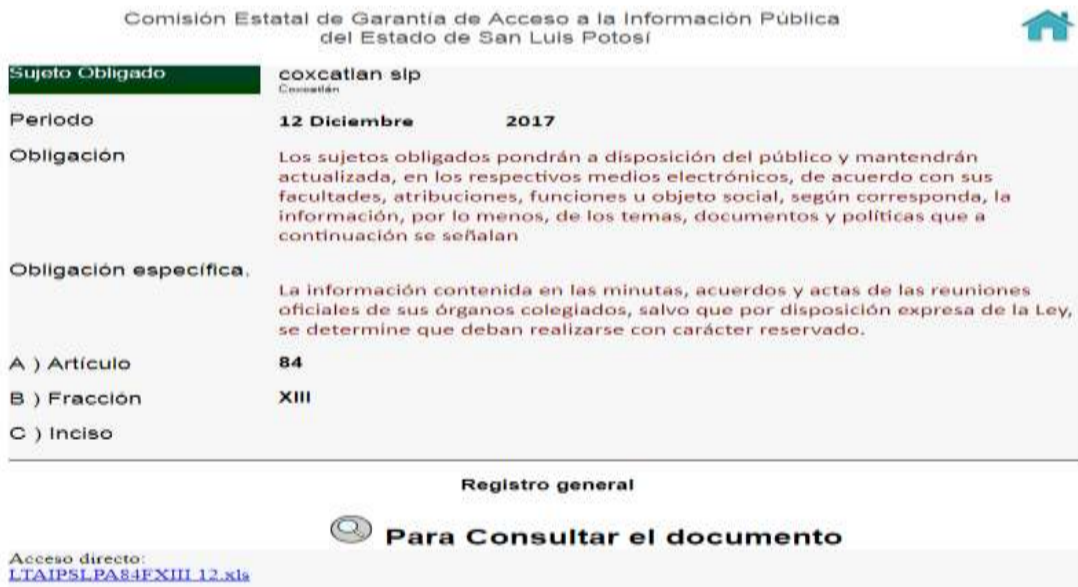 Comisión Estatal de Garantía de Acceso a la Información Pública
del Estado de San Luis Potosí
Sujeto Obligado coxcatlan slp
Coxcatlán
Periodo 12 Diciembre 2017
Obligación Los sujetos obligados pondrán a disposición del público y mantendrán
actualizada, en los respectivos medios electrónicos, de acuerdo con sus
facultades, atribuciones, funciones u objeto social, según corresponda, la
información, por lo menos, de los temas, documentos y políticas que a
continuación se señalan
Obligación específica.
La información contenida en las minutas, acuerdos y actas de las reuniones
oficiales de sus órganos colegiados, salvo que por disposición expresa de la Ley,
se determine que deban realizarse con carácter reservado.
A ) Artículo 84
B ) Fracción XIII
C ) Inciso
Registro general
Para Consultar el documento
Acceso directo:
LTAIPSLPA84FXIII 12.xls